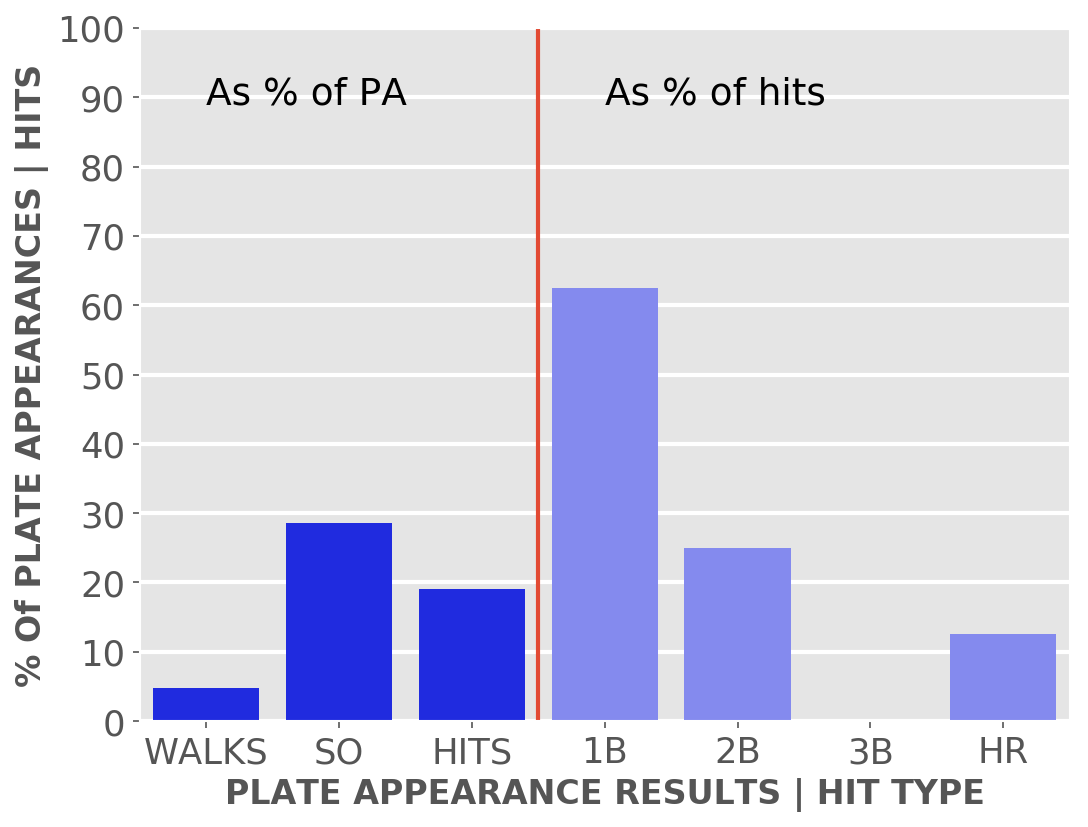 % Of PLATE APPEARANCES | HITS
100
90
80
70
60
50
40
30
20
10
0
As % of PA
As % of hits
WALKS SO HITS 1B 2B 3B HR
PLATE APPEARANCE RESULTS | HIT TYPE